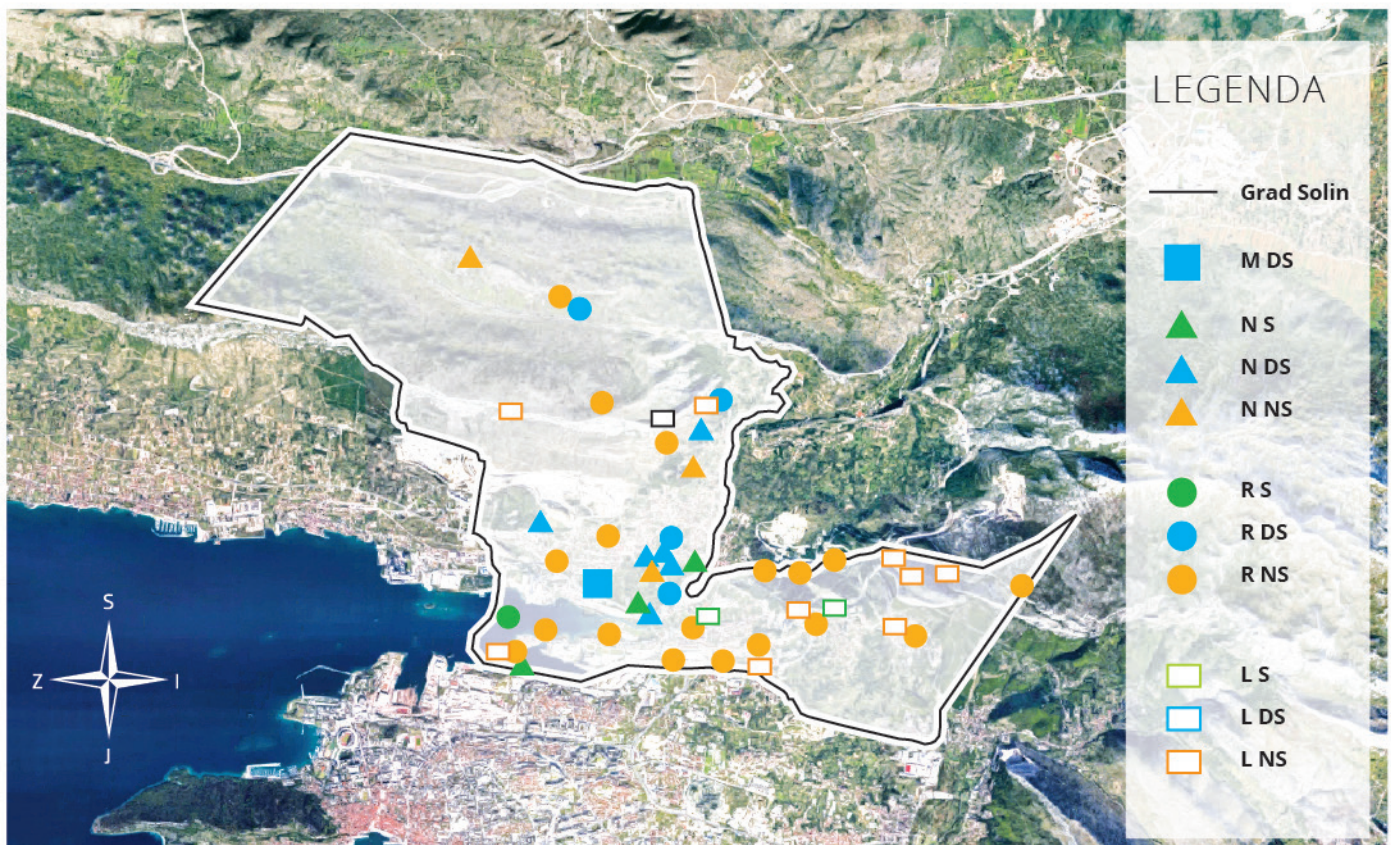 LEGENDA
Grad Solin
M DS
N S
N DS
N NS
R S
R DS
R NS
L S
L DS
L NS
S
Z I
J